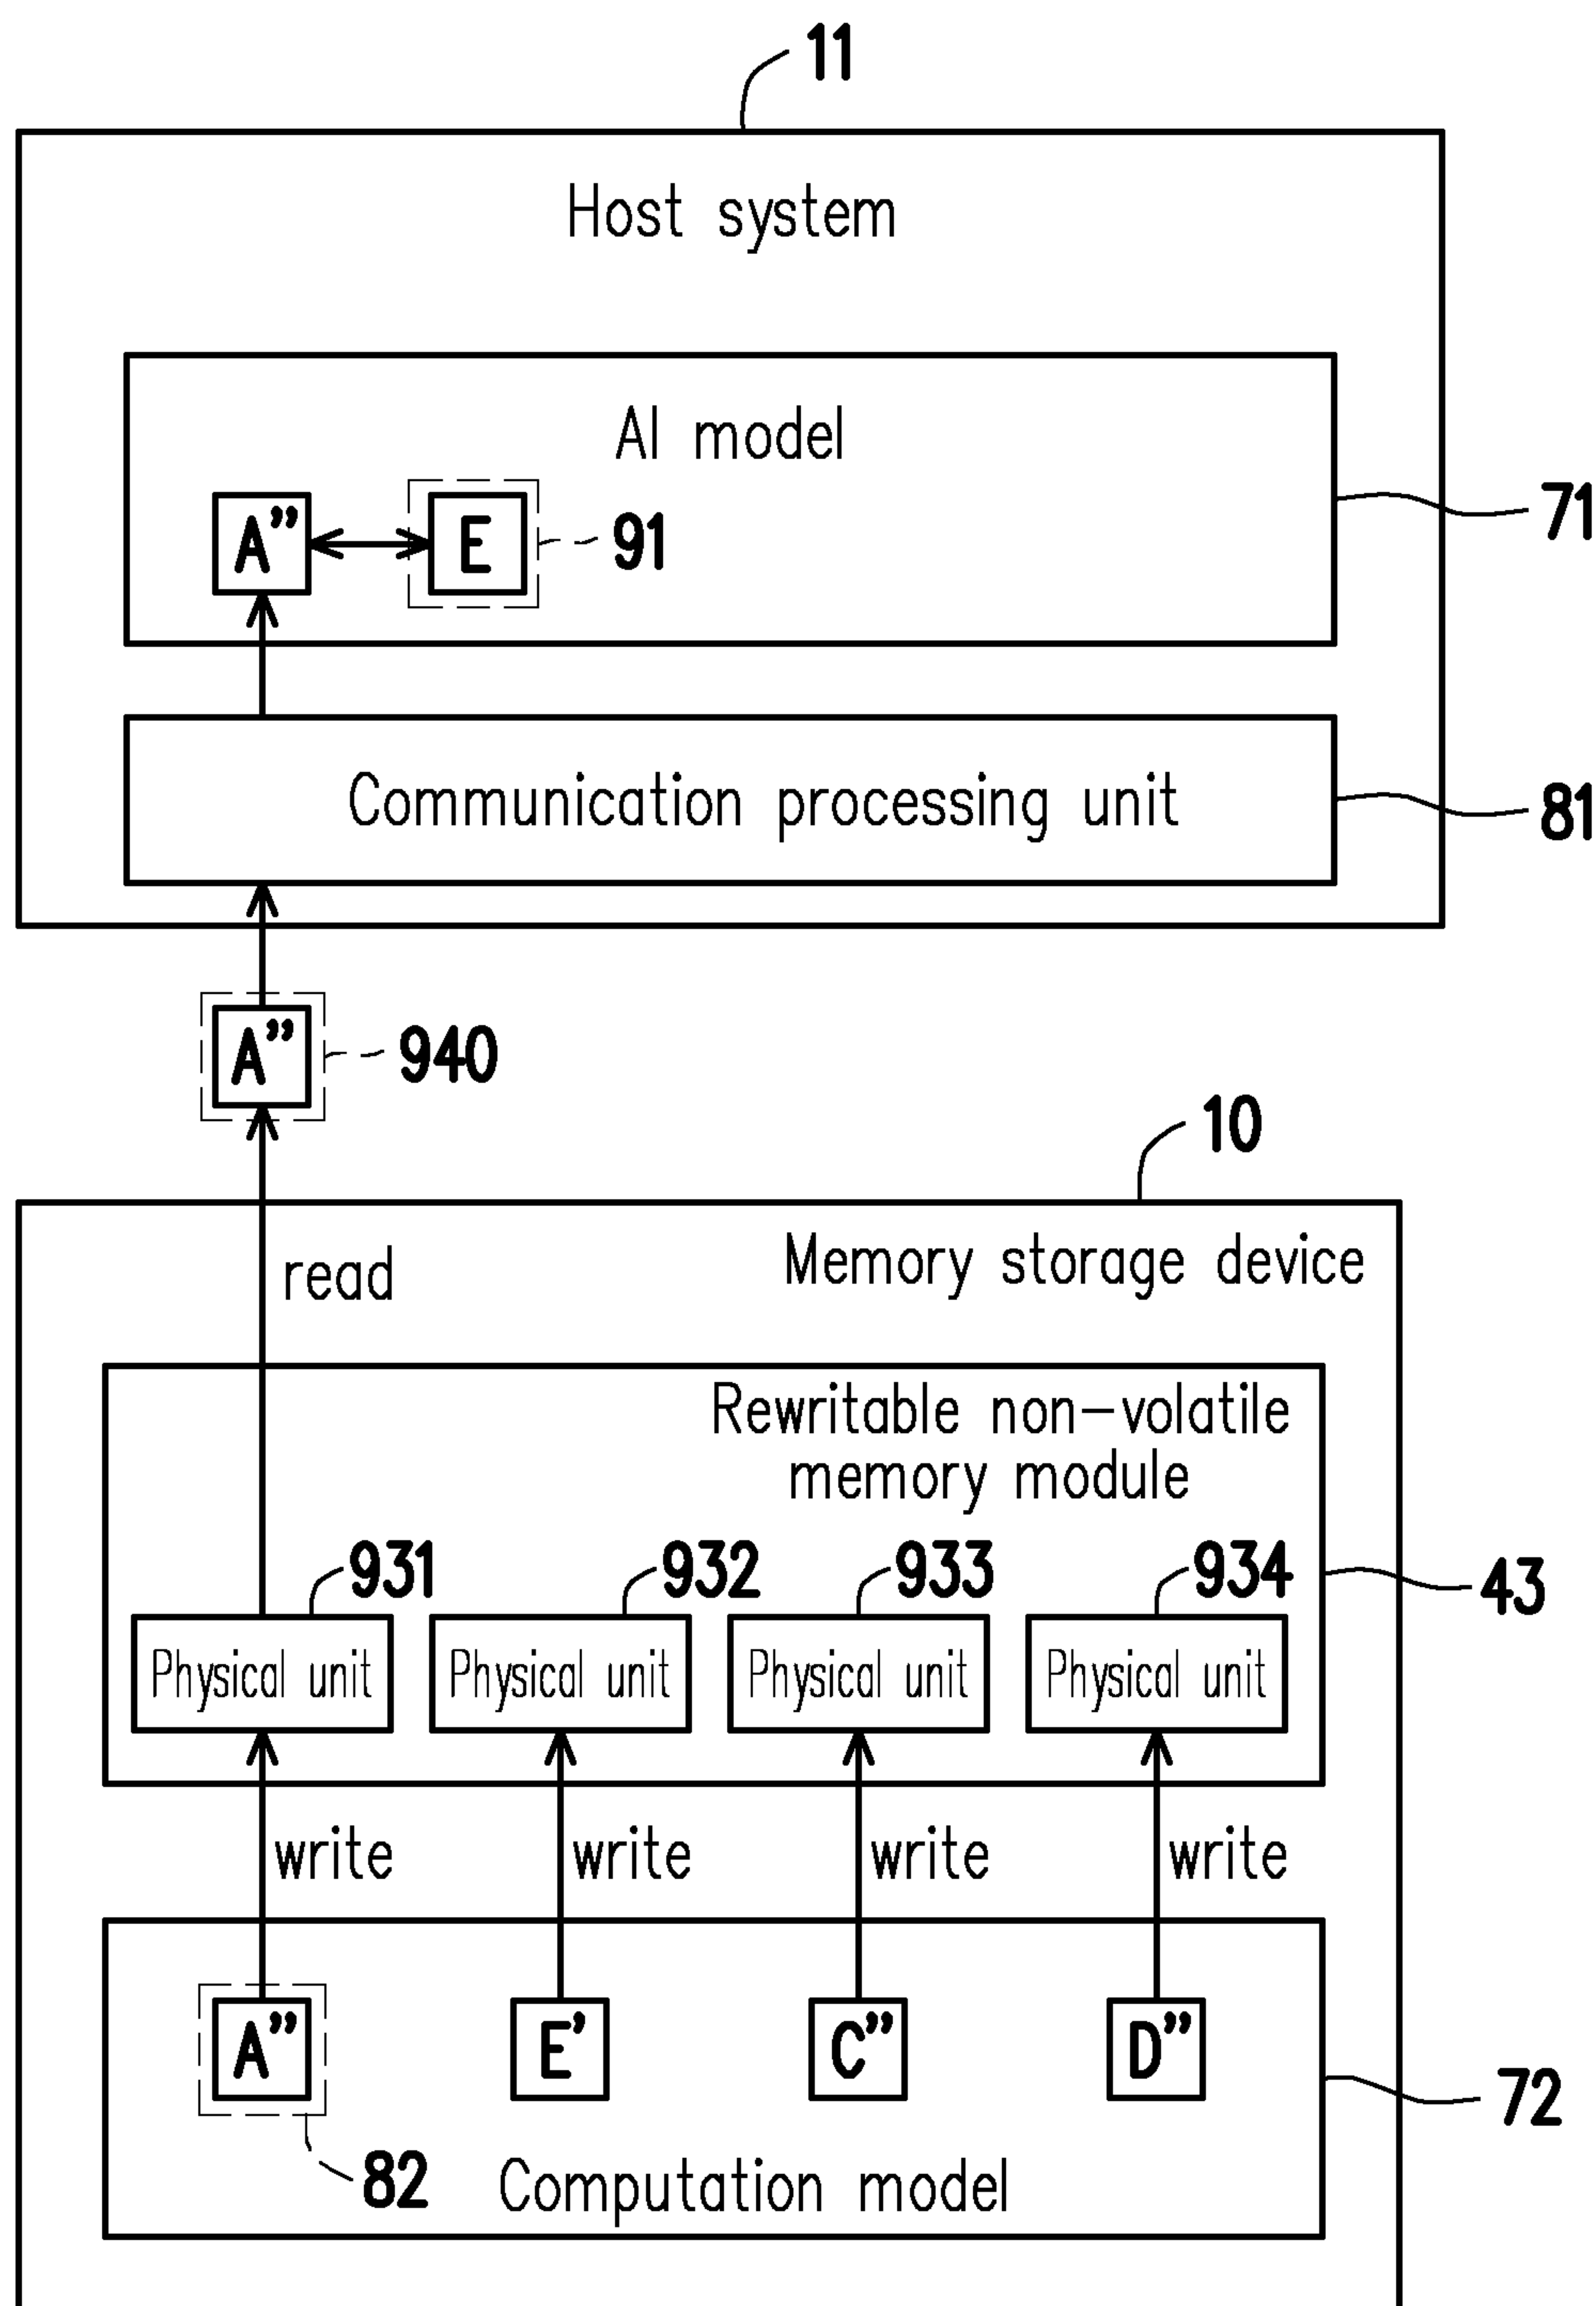 11
Host system
AI model
A” E 91
71
Communication processing unit
81
A” 940
10
Memory storage device
read
Rewritable non-volatile
memory module
931 932 933 934
43
Physical unit Physical unit Physical unit Physical unit
write write write write
A” E’ C” D”
72
82
Computation model